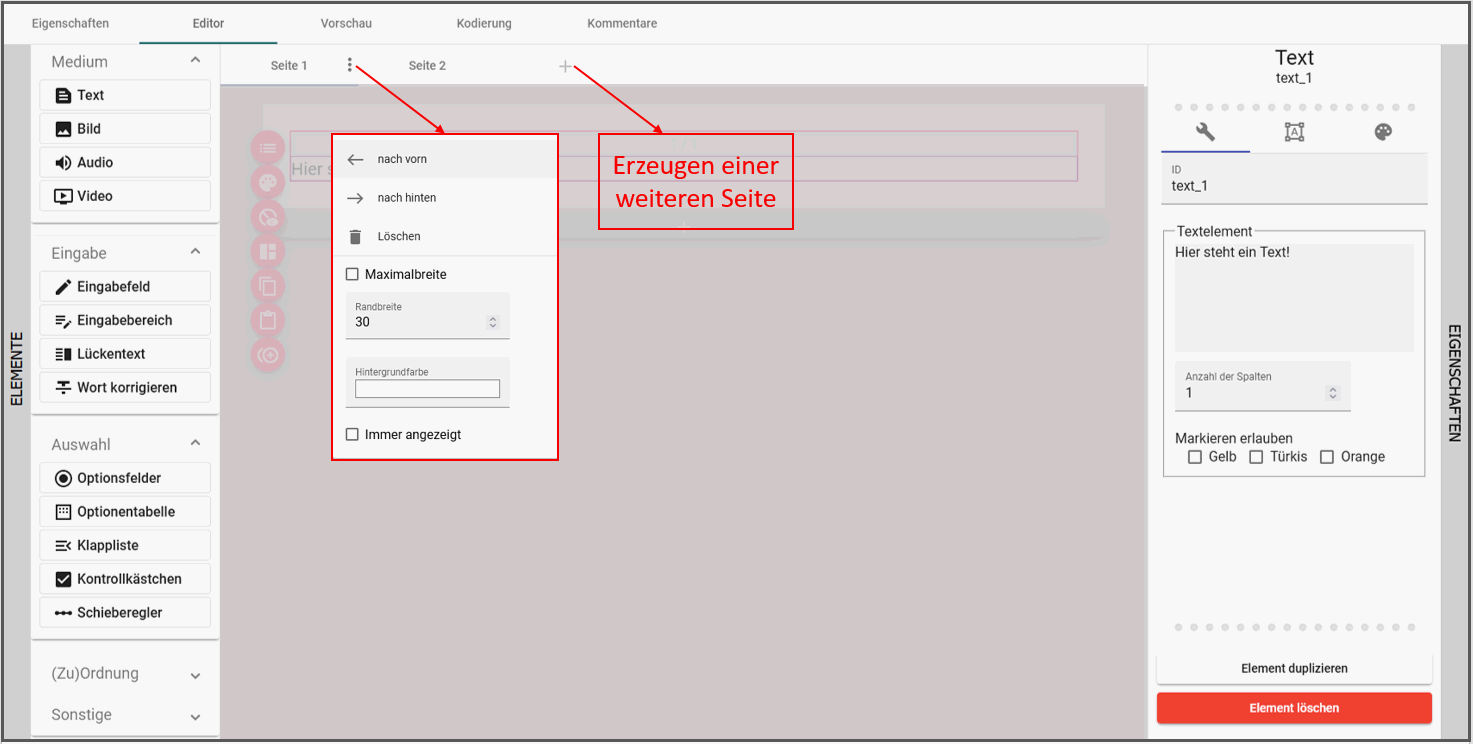 Eigenschaften
Editor
Vorschau
Kodierung
Kommentare
ELEMENTE
Medium
Text
Bild
Audio
Video
Eingabe
Eingabefeld
Eingabebereich
Lückentext
Wort korrigieren
Auswahl
Optionsfelder
Optionentabelle
Klappliste
Kontrollkästchen
Schieberegler
(Zu)Ordnung
Sonstige
Seite 1
Seite 2
Hier s
nach vorn
nach hinten
Löschen
Maximalbreite
Randbreite
30
Hintergrundfarbe
Immer angezeigt
Erzeugen einer
weiteren Seite
Text
text_1
A
ID
text_1
Textelement
Hier steht ein Text!
Anzahl der Spalten
1
Markieren erlauben
Gelb Türkis Orange
Element duplizieren
Element löschen
EIGENSCHAFTEN